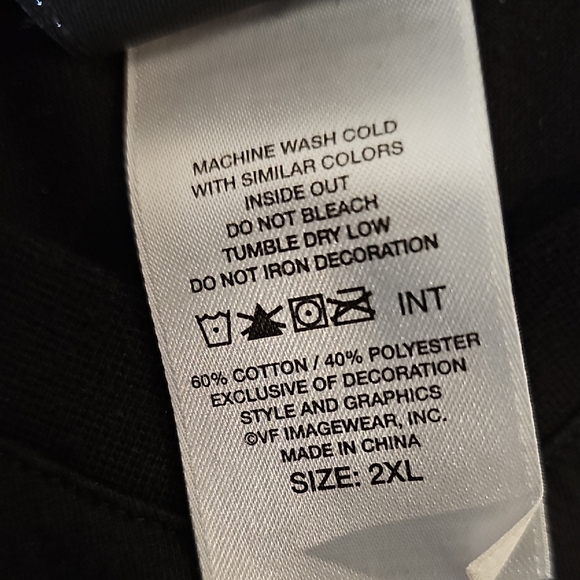 MACHINE WASH COLD
WITH SIMILAR COLORS
INSIDE OUT
DO NOT BLEACH
TUMBLE DRY LOW
DO NOT IRON DECORATION
INT
60% COTTON / 40% POLYESTER
EXCLUSIVE OF DECORATION
STYLE AND GRAPHICS
©VF IMAGEWEAR, INC.
MADE IN CHINA
SIZE: 2XL